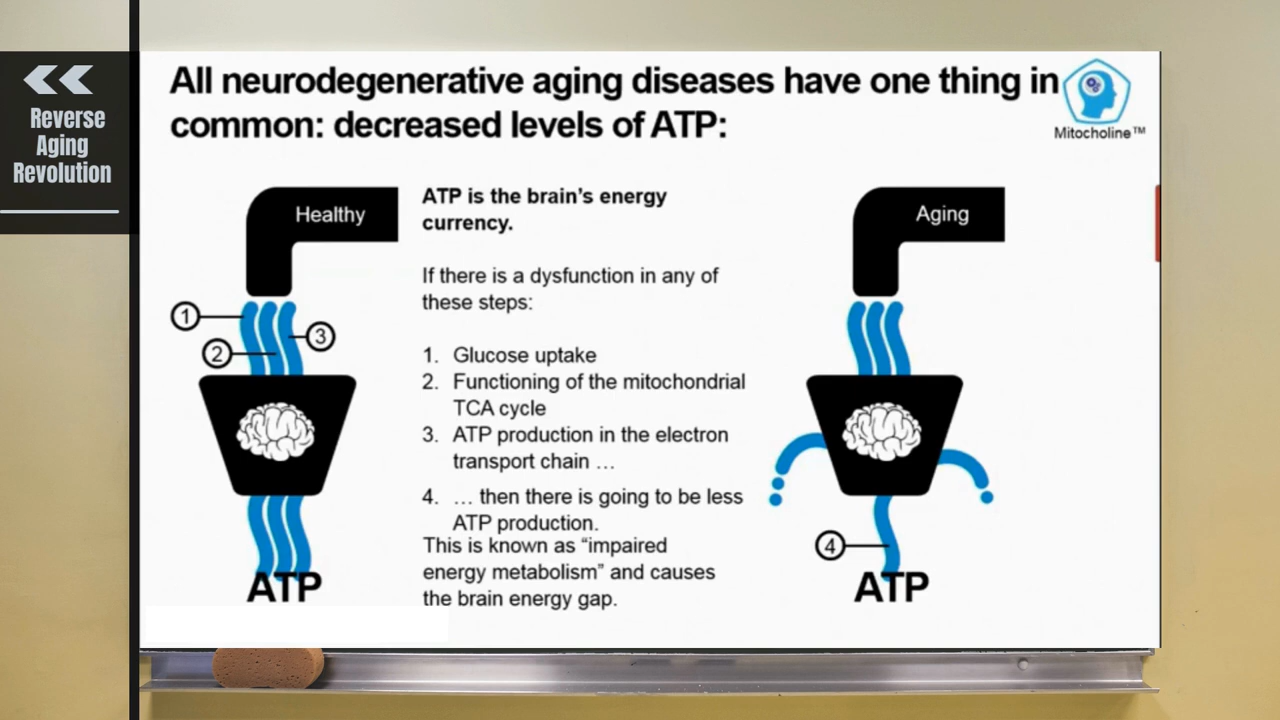 Reverse
Aging
Revolution
All neurodegenerative aging diseases have one thing in
common: decreased levels of ATP:
Mitocholine™
Healthy
1
2
3
ATP
ATP is the brain’s energy
currency.
If there is a dysfunction in any of
these steps:
1. Glucose uptake
2. Functioning of the mitochondrial
TCA cycle
3. ATP production in the electron
transport chain …
4. … then there is going to be less
ATP production.
This is known as “impaired
energy metabolism” and causes
the brain energy gap.
Aging
4
ATP